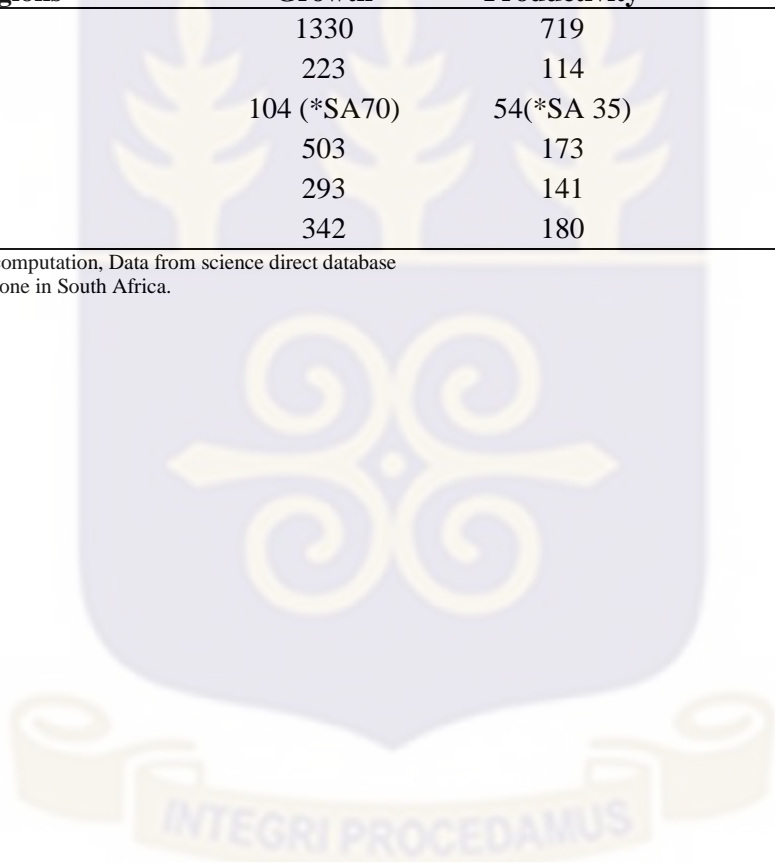 1330 719
223 114
104 (*SA70) 54(*SA 35)
503 173
293 141
342 180
computation, Data from science direct database
one in South Africa.
INTEGRI PROCEDAMUS